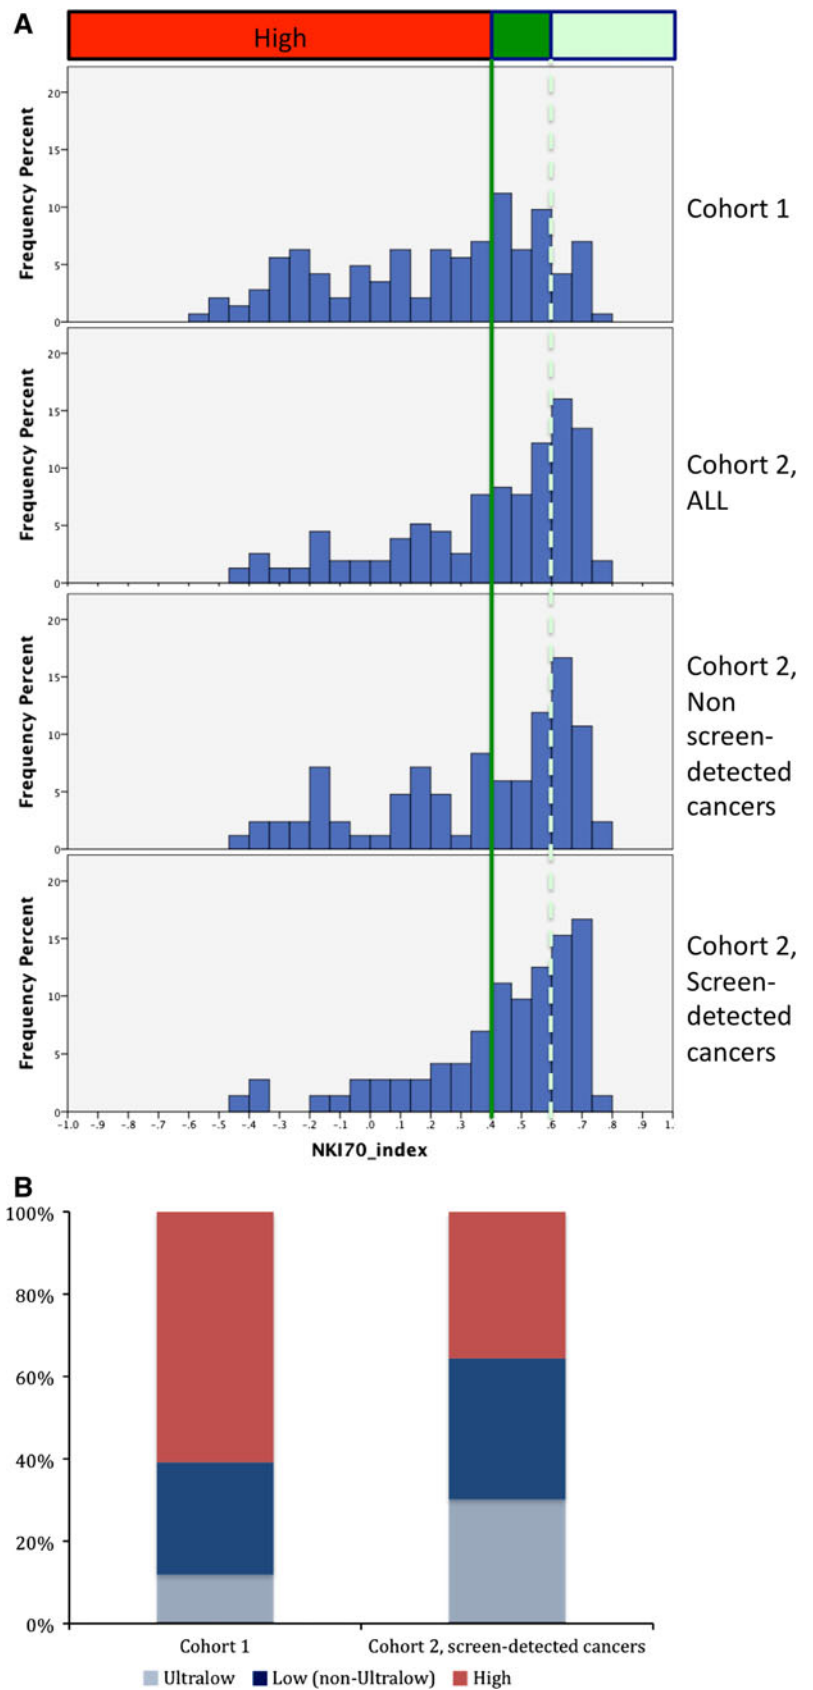 A
High
20
15
10
5
0
Frequency Percent
Cohort 1
20
15
10
5
0
Frequency Percent
Cohort 2,
ALL
20
15
10
5
0
Frequency Percent
Cohort 2,
Non
screen-
detected
cancers
20
15
10
5
0
Frequency Percent
Cohort 2,
Screen-
detected
cancers
-1.0 -.9 -.8 -.7 -.6 -.5 -.4 -.3 -.2 -.1 .0 .1 .2 .3 .4 .5 .6 .7 .8 .9 1.
NKI70_index
B
100%
80%
60%
40%
20%
0%
Cohort 1 Cohort 2, screen-detected cancers
Ultralow Low (non-Ultralow) High